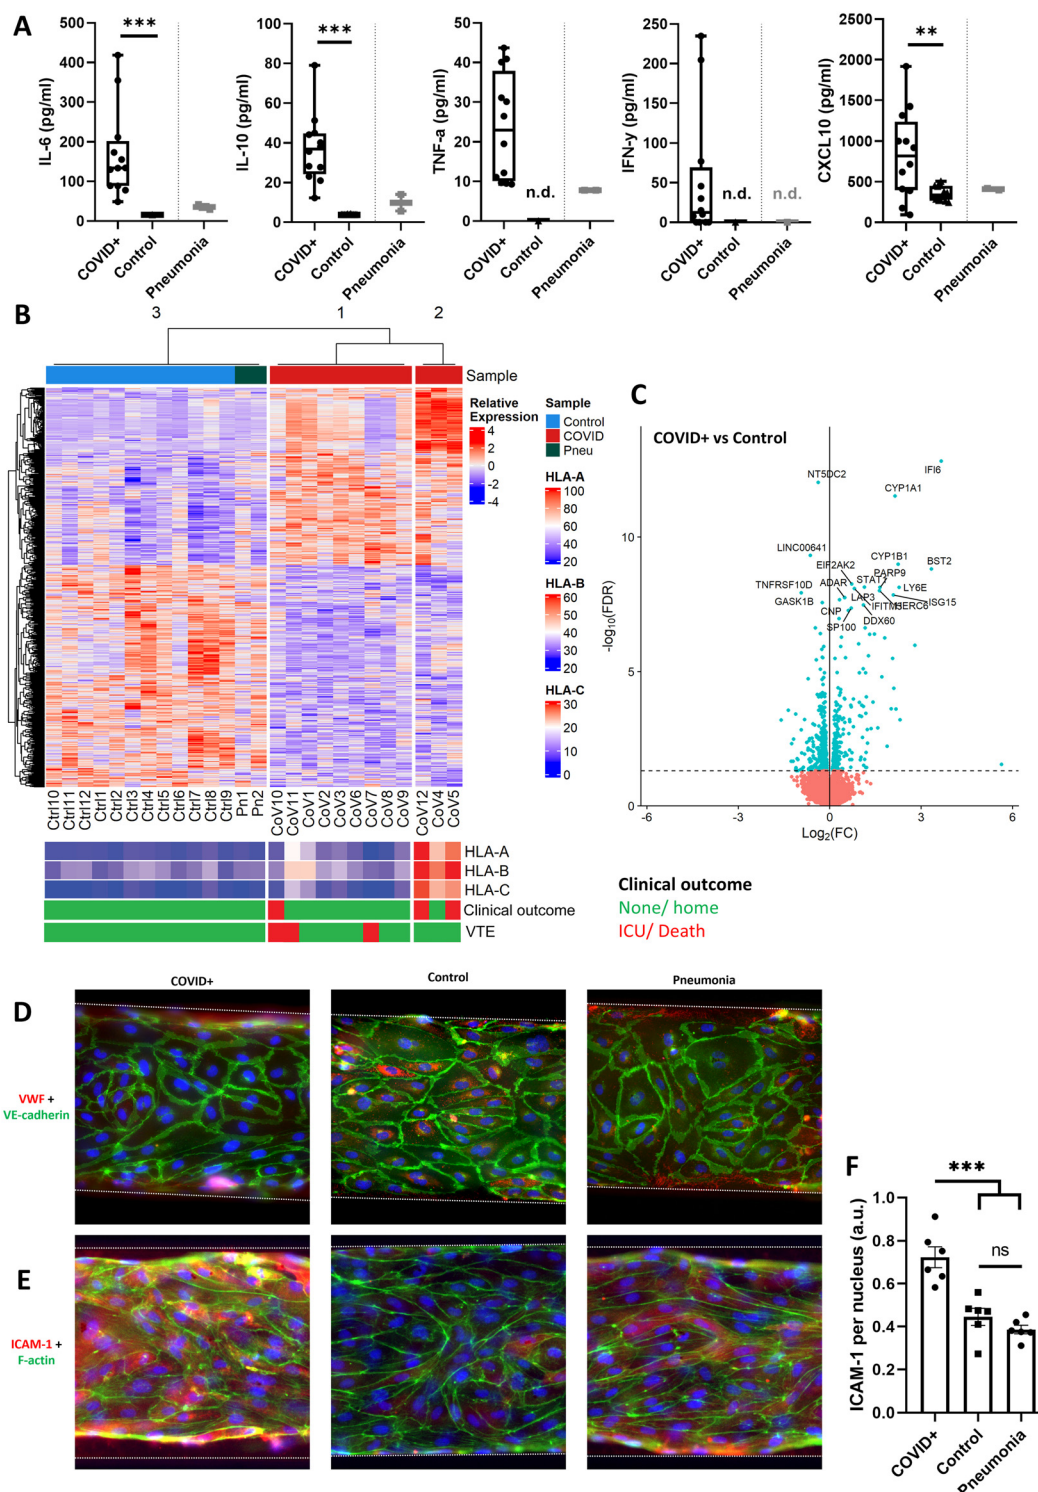 A
IL-6 (pg/ml)
500
400
300
200
100
0
***
COVID+
Control
Pneumonia
IL-10 (pg/ml)
100
80
60
40
20
0
***
COVID+
Control
Pneumonia
TNF-a (pg/ml)
50
40
30
20
10
0
n.d.
COVID+
Control
Pneumonia
IFN-y (pg/ml)
250
200
150
100
50
0
n.d.
n.d.
COVID+
Control
Pneumonia
CXCL10 (pg/ml)
2500
2000
1500
1000
500
0
**
COVID+
Control
Pneumonia
B
3
1
2
Sample
Relative
Expression
4
2
0
-2
-4
Sample
Control
COVID
Pneu
HLA-A
100
80
60
40
20
HLA-B
100
80
60
40
20
HLA-C
30
20
10
0
Ctrl10
Ctrl11
Ctrl12
Ctrl1
Ctrl2
Ctrl3
Ctrl4
Ctrl5
Ctrl6
Ctrl7
Ctrl8
Ctrl9
Pn1
Pn2
CoV10
CoV11
CoV1
CoV2
CoV3
CoV6
CoV7
CoV8
CoV9
CoV12
CoV4
CoV5
HLA-A
HLA-B
HLA-C
Clinical outcome
VTE
C
COVID+ vs Control
NT5DC2
IFI6
CYP1A1
LINC00641
CYP1B1
BST2
EIF2AK2
PARP9
STAT1
TNFRSF10D
ADAR
LY6E
GASK1B
LAP3
ISG15
CNP
IFITM3
HERC6
DDX60
SP100
-log10(FDR)
10
5
0
-6
-3
0
3
6
Log2(FC)
Clinical outcome
None/ home
ICU/ Death
COVID+
Control
Pneumonia
D
VWF +
VE-cadherin
E
ICAM-1 +
F-actin
F
***
ns
ICAM-1 per nucleus (a.u.)
1.0
0.8
0.6
0.4
0.2
0.0
COVID+
Control
Pneumonia